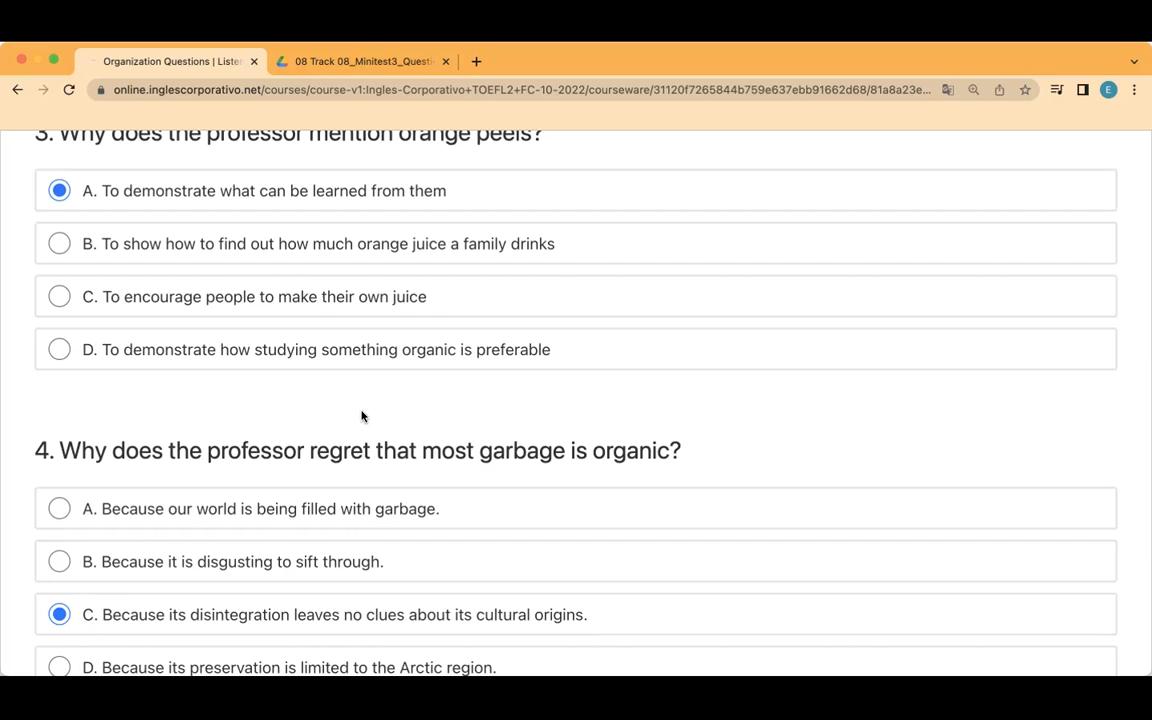 Organization Questions | Liste
08 Track 08_Minitest3_Questi
online.inglescorporativo.net/courses/course-v1:Ingles-Corporativo+TOEFL2+FC-10-2022/courseware/31120f7265844b759e637ebb91662d68/81a8a23e...
E
3. Why does the professor mention orange peels?
A. To demonstrate what can be learned from them
B. To show how to find out how much orange juice a family drinks
C. To encourage people to make their own juice
D. To demonstrate how studying something organic is preferable
4. Why does the professor regret that most garbage is organic?
A. Because our world is being filled with garbage.
B. Because it is disgusting to sift through.
C. Because its disintegration leaves no clues about its cultural origins.
D. Because its preservation is limited to the Arctic region.